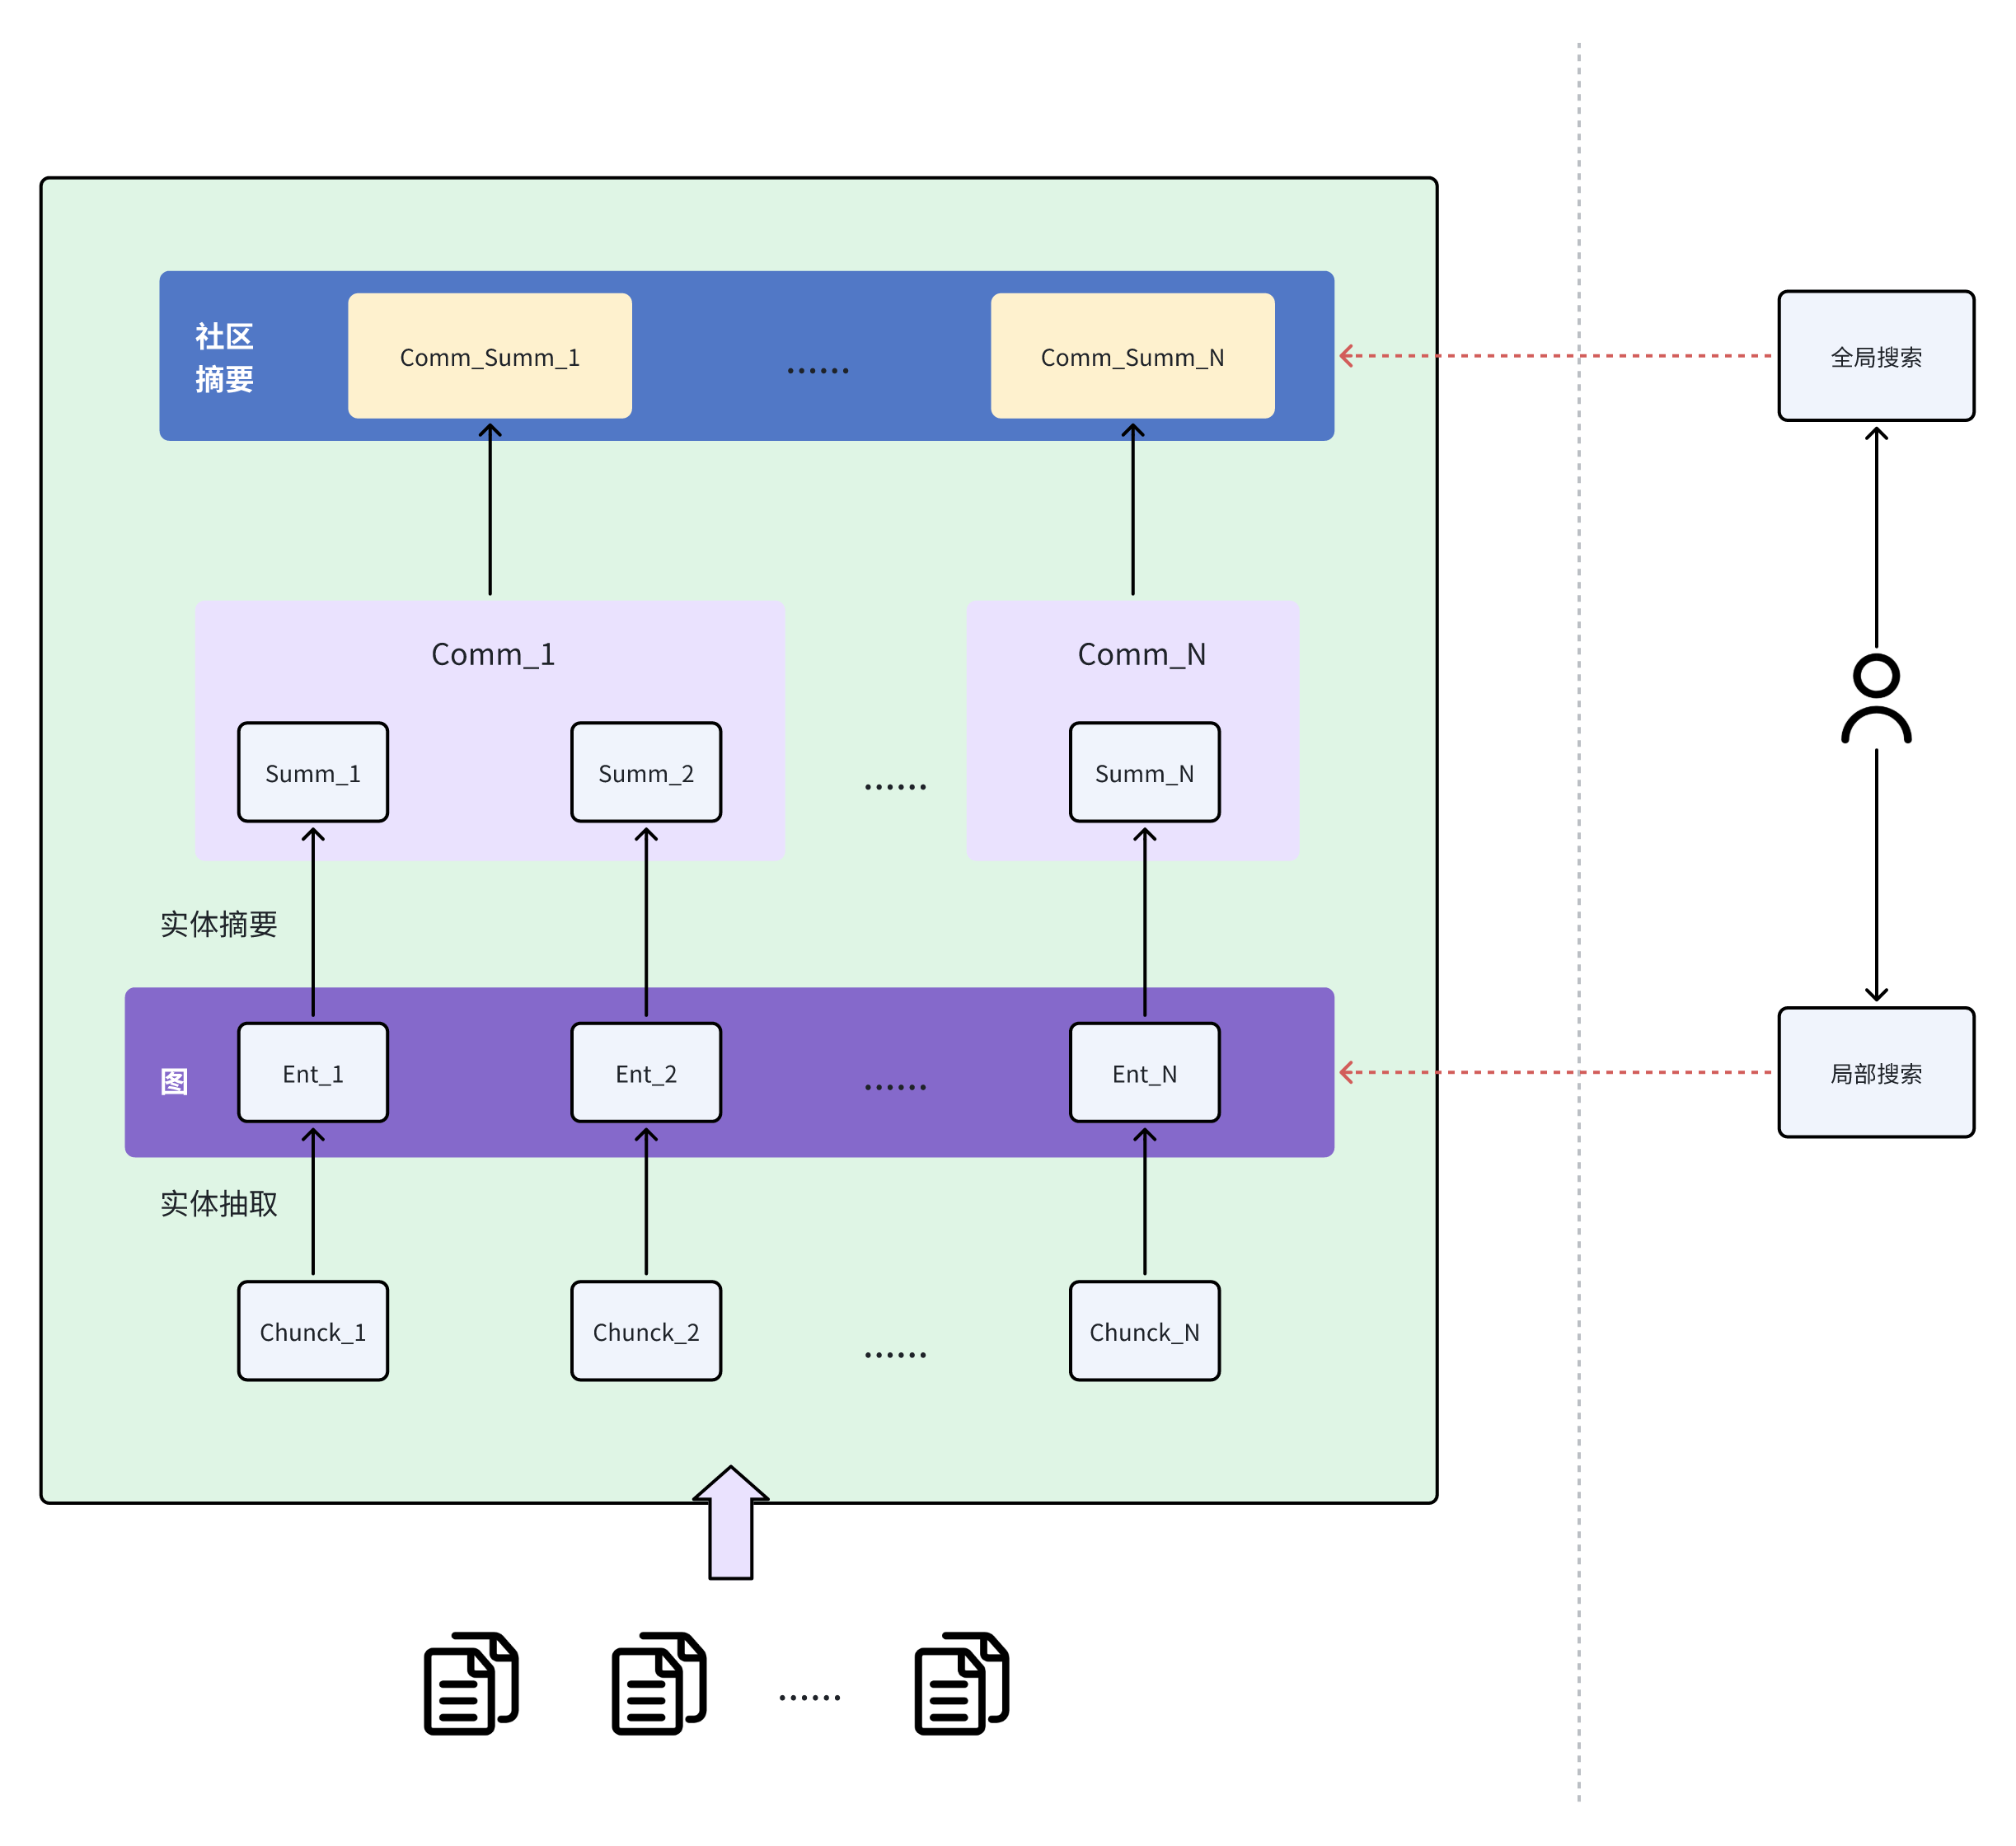 社区
摘要
Comm_Summ_1
······
Comm_Summ_N
全局搜索
Comm_1
Comm_N
Summ_1
Summ_2
······
Summ_N
实体摘要
图
Ent_1
Ent_2
······
Ent_N
局部搜索
实体抽取
Chunck_1
Chunck_2
······
Chunck_N
······